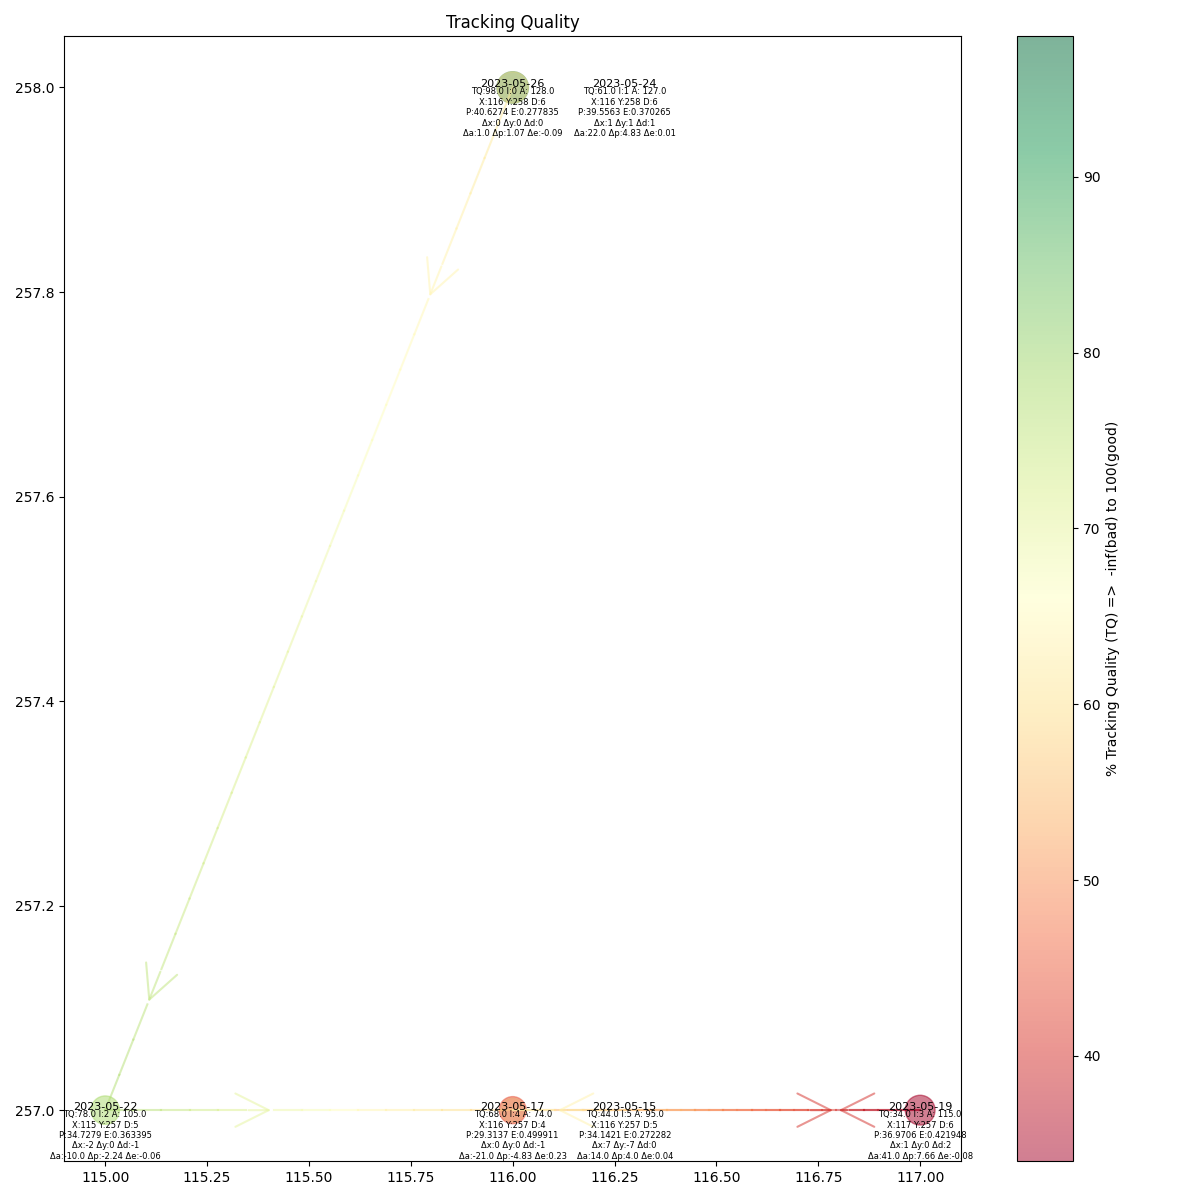 Tracking Quality
258.0
257.8
257.6
257.4
257.2
257.0
2023-05-26
TQ:98.0 I:0 A: 128.0
X:116 Y:258 D:6
P:40.6274 E:0.277835
Δx:0 Δy:0 Δd:0
Δa:1.0 Δp:1.07 Δe:-0.09
2023-05-24
TQ:61.0 I:1 A: 127.0
X:116 Y:258 D:6
P:39.5563 E:0.370265
Δx:1 Δy:1 Δd:1
Δa:22.0 Δp:4.83 Δe:0.01
2023-05-22
TQ:78.0 I:2 A: 105.0
X:115 Y:257 D:5
P:34.7279 E:0.363395
Δx:-2 Δy:0 Δd:-1
Δa:-10.0 Δp:-2.24 Δe:-0.06
2023-05-17
TQ:68.0 I:4 A: 74.0
X:116 Y:257 D:4
P:29.3137 E:0.499911
Δx:0 Δy:0 Δd:-1
Δa:-21.0 Δp:-4.83 Δe:0.23
2023-05-15
TQ:44.0 I:5 A: 95.0
X:116 Y:257 D:5
P:34.1421 E:0.272282
Δx:7 Δy:-7 Δd:0
Δa:14.0 Δp:4.0 Δe:0.04
2023-05-19
TQ:34.0 I:3 A: 115.0
X:117 Y:257 D:6
P:36.9706 E:0.421948
Δx:1 Δy:0 Δd:2
Δa:41.0 Δp:7.66 Δe:-0.08
115.00 115.25 115.50 115.75 116.00 116.25 116.50 116.75 117.00
90
80
70
60
50
40
% Tracking Quality (TQ) => -inf(bad) to 100(good)